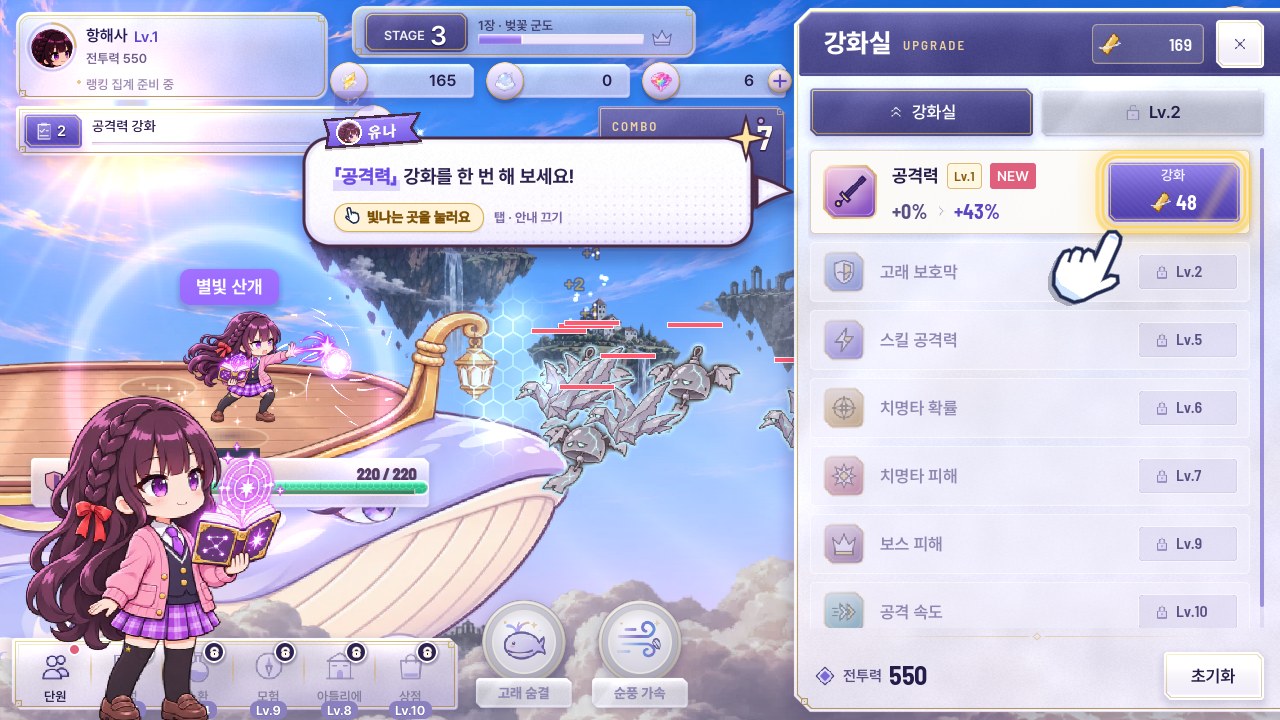 항해사 Lv.1
전투력 550
랭킹 집계 준비 중
STAGE 3
1장 · 벚꽃 군도
165
0
6
2
공격력 강화
COMBO
7
유나
「공격력」 강화를 한 번 해 보세요!
빛나는 곳을 눌러요
탭 · 안내 끄기
+2
별빛 산개
220 / 220
단원
모험
Lv.9
아틀리에
Lv.8
상점
Lv.10
고래 숨결
순풍 가속
강화실 UPGRADE
169
강화실
Lv.2
공격력 Lv.1 NEW
+0% > +43%
강화
48
고래 보호막
Lv.2
스킬 공격력
Lv.5
치명타 확률
Lv.6
치명타 피해
Lv.7
보스 피해
Lv.9
공격 속도
Lv.10
전투력 550
초기화